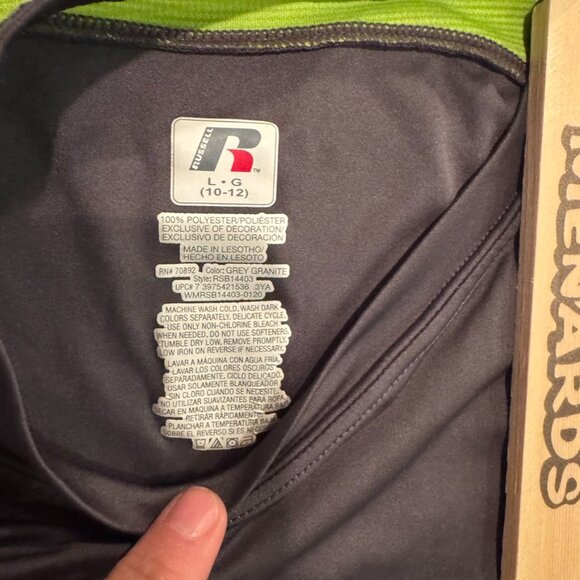 RUSSELL
R™
L • G
(10-12)
100% POLYESTER/POLIÉSTER
EXCLUSIVE OF DECORATION/
EXCLUSIVO DE DECORACIÓN
MADE IN LESOTHO/
HECHO EN LESOTO
RN# 70892 Color: GREY GRANITE
Style: RSB14403
UPC# 7 3975421536 3YA
WMRSB14403-0120
MACHINE WASH COLD. WASH DARK
COLORS SEPARATELY. DELICATE CYCLE.
USE ONLY NON-CHLORINE BLEACH
WHEN NEEDED. DO NOT USE SOFTENERS.
TUMBLE DRY LOW. REMOVE PROMPTLY.
LOW IRON ON REVERSE IF NECESSARY.
LAVAR A MÁQUINA CON AGUA FRÍA.
LAVAR LOS COLORES OSCUROS
SEPARADAMENTE. CICLO DELICADO.
USAR SOLAMENTE BLANQUEADOR
SIN CLORO CUANDO ES NECESARIO.
NO UTILIZAR SUAVIZANTES PARA ROPA.
SECAR EN MAQUINA A TEMPERATURA BAJA.
RETIRAR RÁPIDAMENTE.
PLANCHAR A TEMPERATURA BAJA
SOBRE EL REVERSO SI ES NECESARIO.
MENARDS